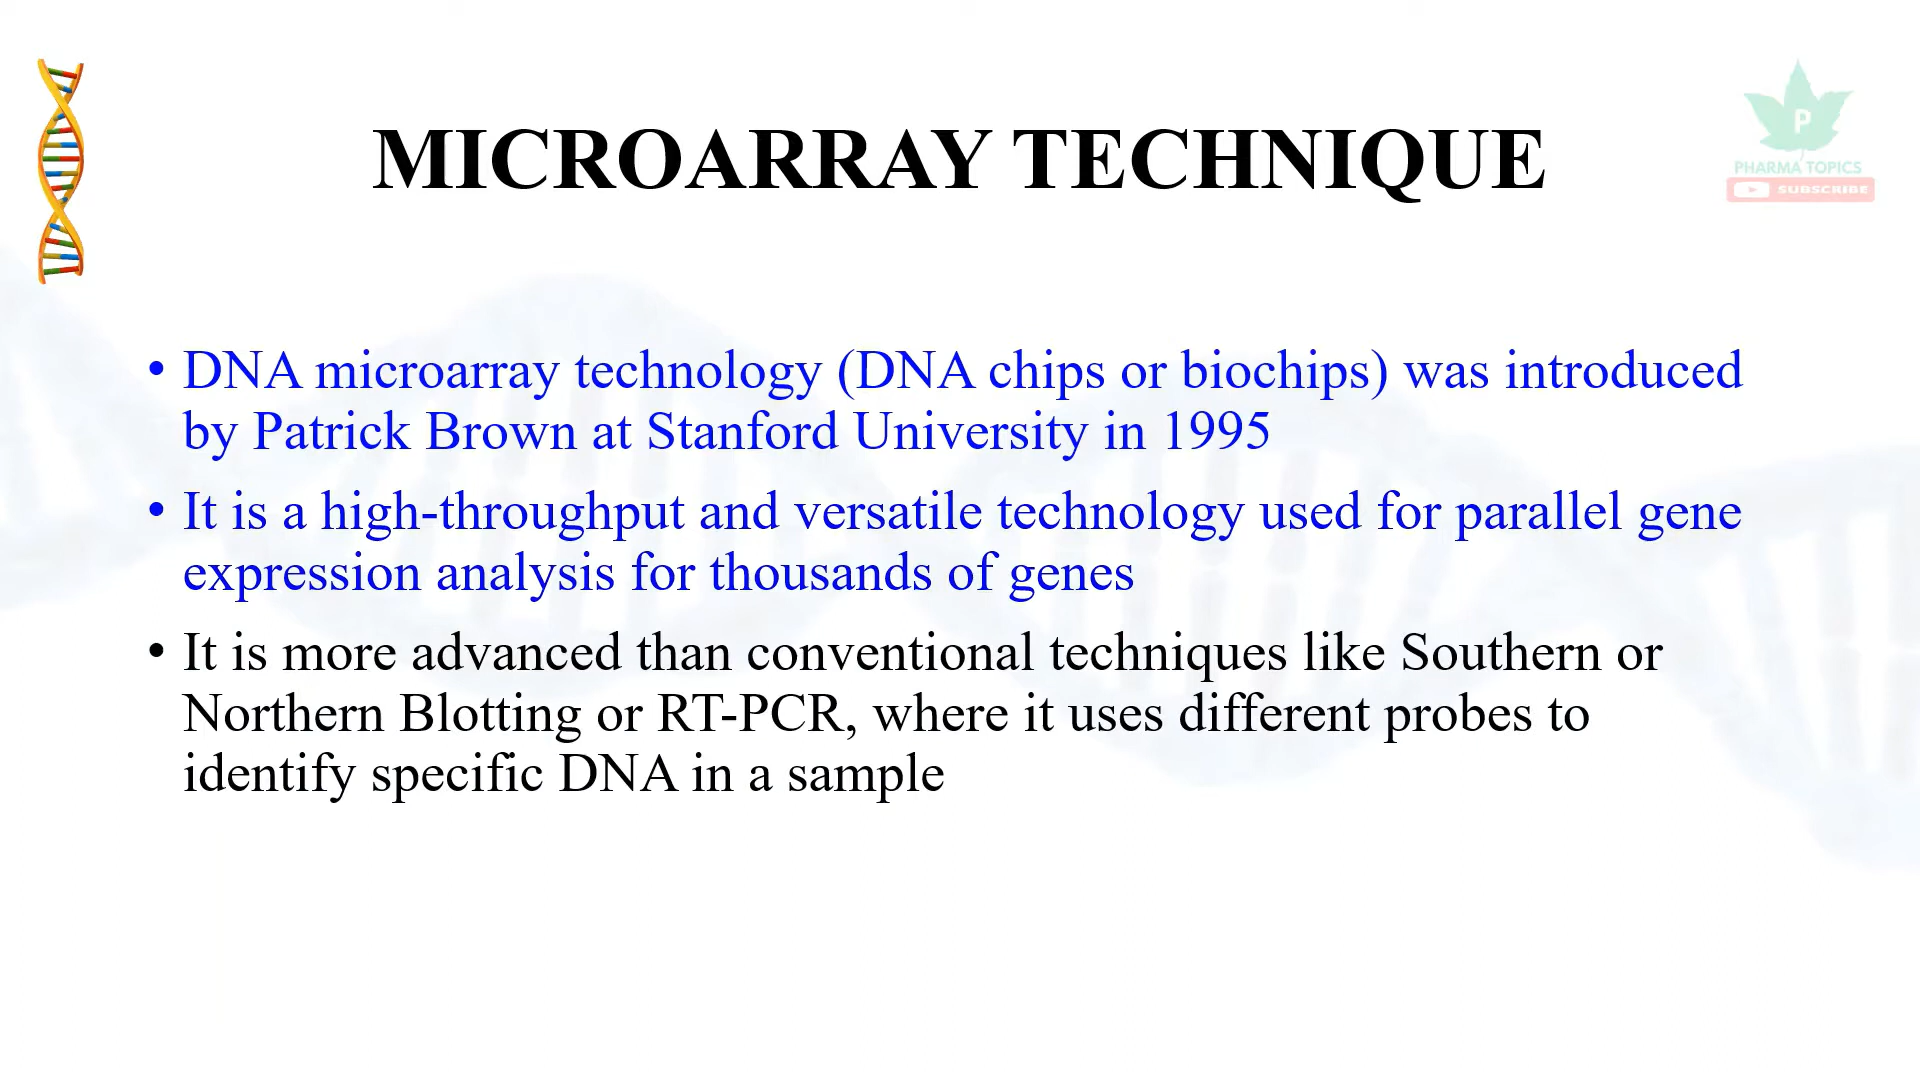 MICROARRAY TECHNIQUE
P
PHARMA TOPICS
SUBSCRIBE
• DNA microarray technology (DNA chips or biochips) was introduced
by Patrick Brown at Stanford University in 1995
• It is a high-throughput and versatile technology used for parallel gene
expression analysis for thousands of genes
• It is more advanced than conventional techniques like Southern or
Northern Blotting or RT-PCR, where it uses different probes to
identify specific DNA in a sample